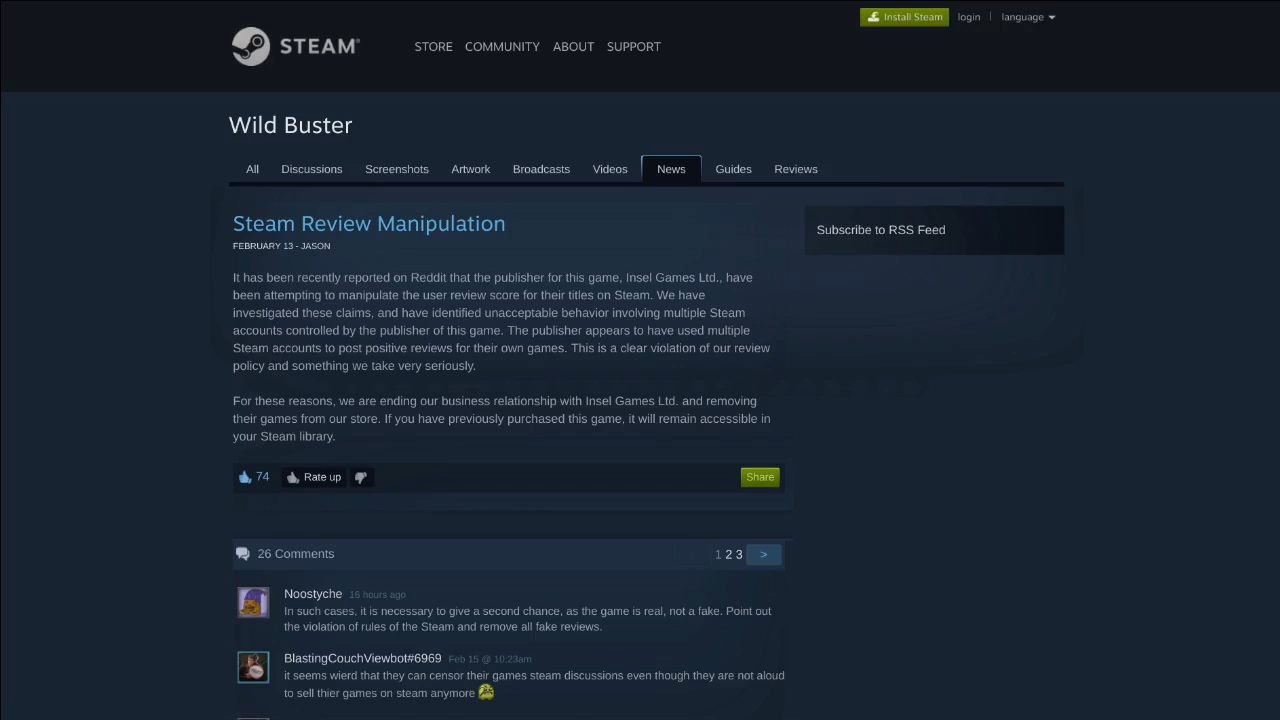 Install Steam login | language
STEAM®
STORE COMMUNITY ABOUT SUPPORT
Wild Buster
All Discussions Screenshots Artwork Broadcasts Videos News Guides Reviews
Steam Review Manipulation
FEBRUARY 13 - JASON
Subscribe to RSS Feed
It has been recently reported on Reddit that the publisher for this game, Insel Games Ltd., have
been attempting to manipulate the user review score for their titles on Steam. We have
investigated these claims, and have identified unacceptable behavior involving multiple Steam
accounts controlled by the publisher of this game. The publisher appears to have used multiple
Steam accounts to post positive reviews for their own games. This is a clear violation of our review
policy and something we take very seriously.
For these reasons, we are ending our business relationship with Insel Games Ltd. and removing
their games from our store. If you have previously purchased this game, it will remain accessible in
your Steam library.
74 Rate up Share
26 Comments 1 2 3 >
Noostyche 16 hours ago
In such cases, it is necessary to give a second chance, as the game is real, not a fake. Point out
the violation of rules of the Steam and remove all fake reviews.
BlastingCouchViewbot#6969 Feb 15 @ 10:23am
it seems wierd that they can censor their games steam discussions even though they are not aloud
to sell thier games on steam anymore